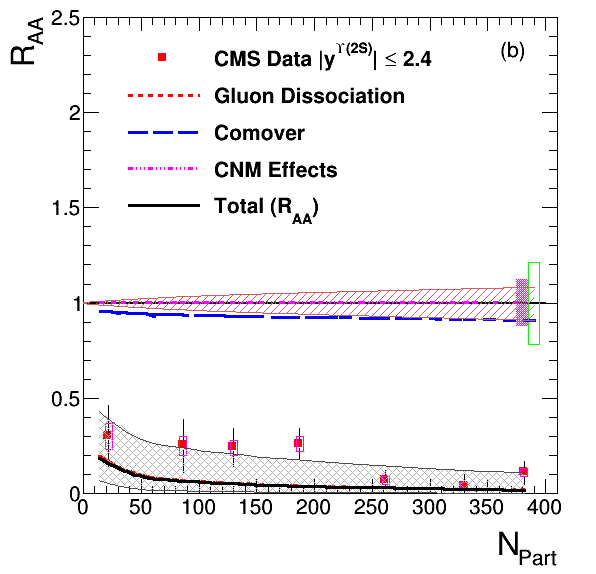 R_AA
2.5
2
1.5
1
0.5
0
(b)
CMS Data |y^ϒ(2S)| ≤ 2.4
Gluon Dissociation
Comover
CNM Effects
Total (R_AA)
0 50 100 150 200 250 300 350 400
N_Part